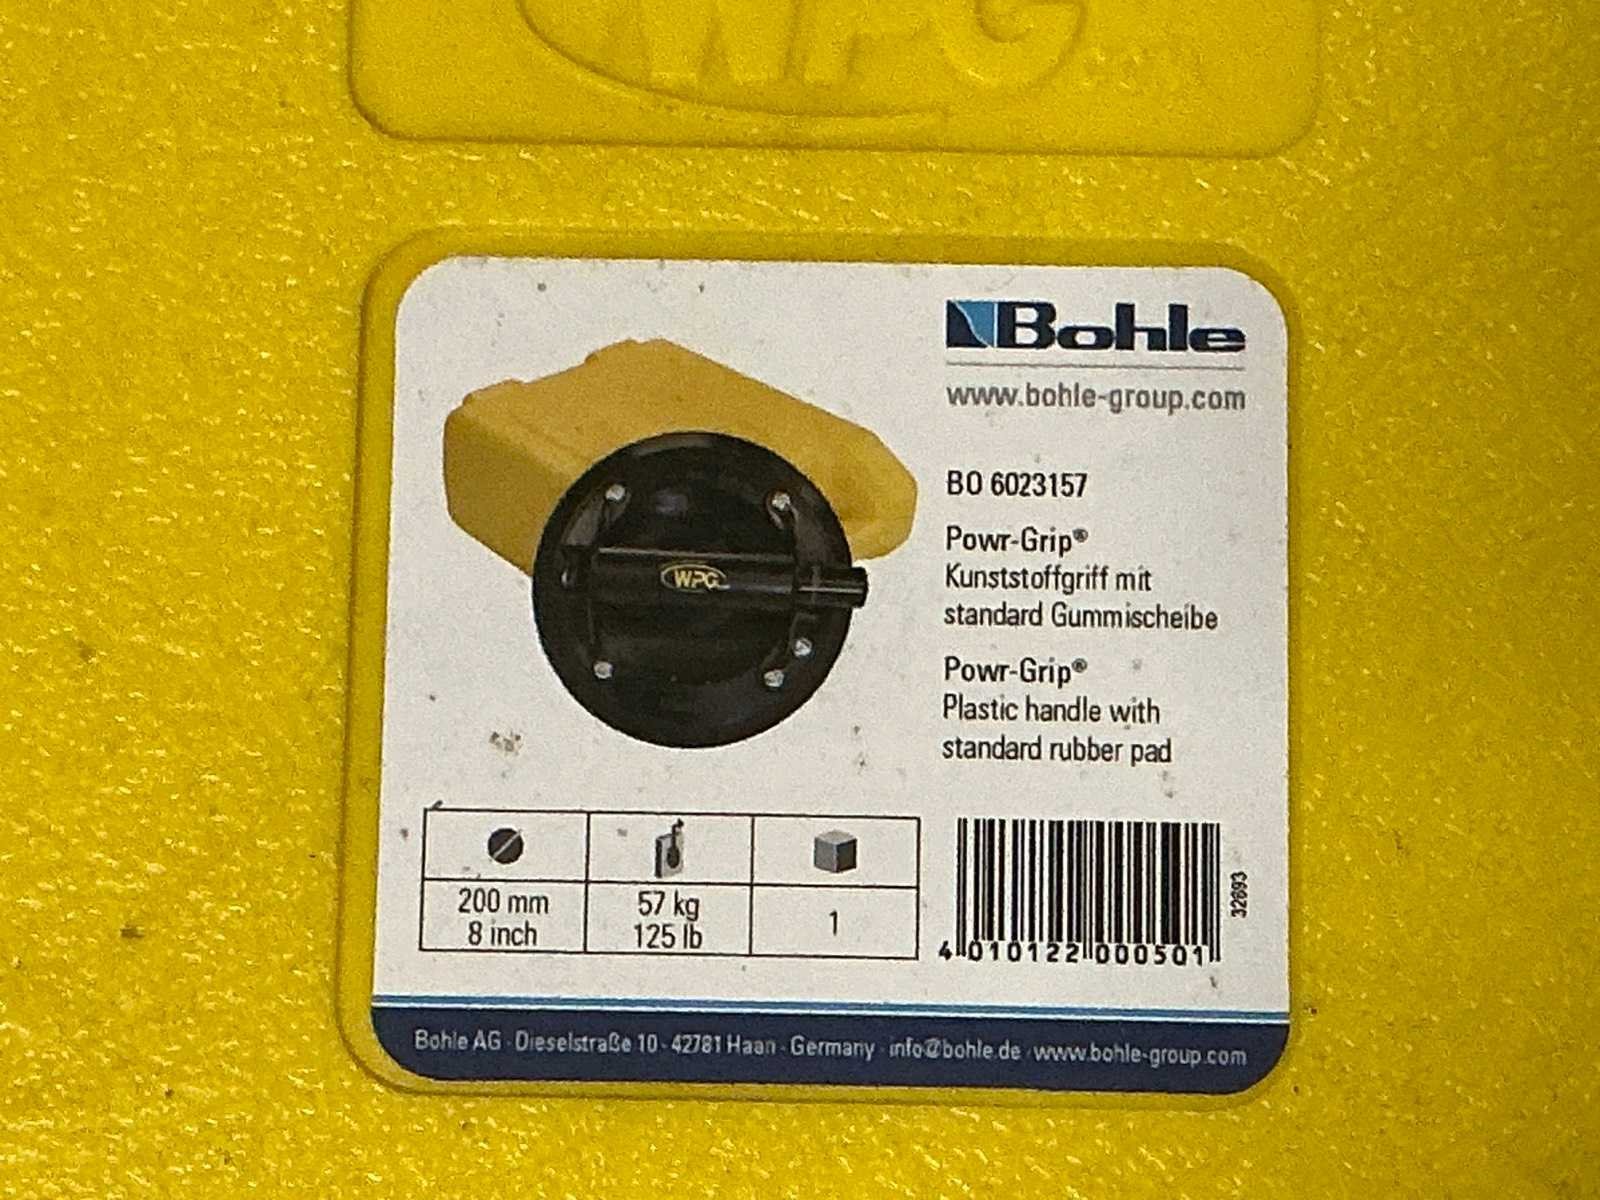 WPG
Bohle
www.bohle-group.com
BO 6023157
Powr-Grip®
Kunststoffgriff mit
standard Gummischeibe
Powr-Grip®
Plastic handle with
standard rubber pad
WPG
200 mm
8 inch
57 kg
125 lb
1
4 010122 000501
32693
Bohle AG · Dieselstraße 10 · 42781 Haan · Germany · info@bohle.de · www.bohle-group.com